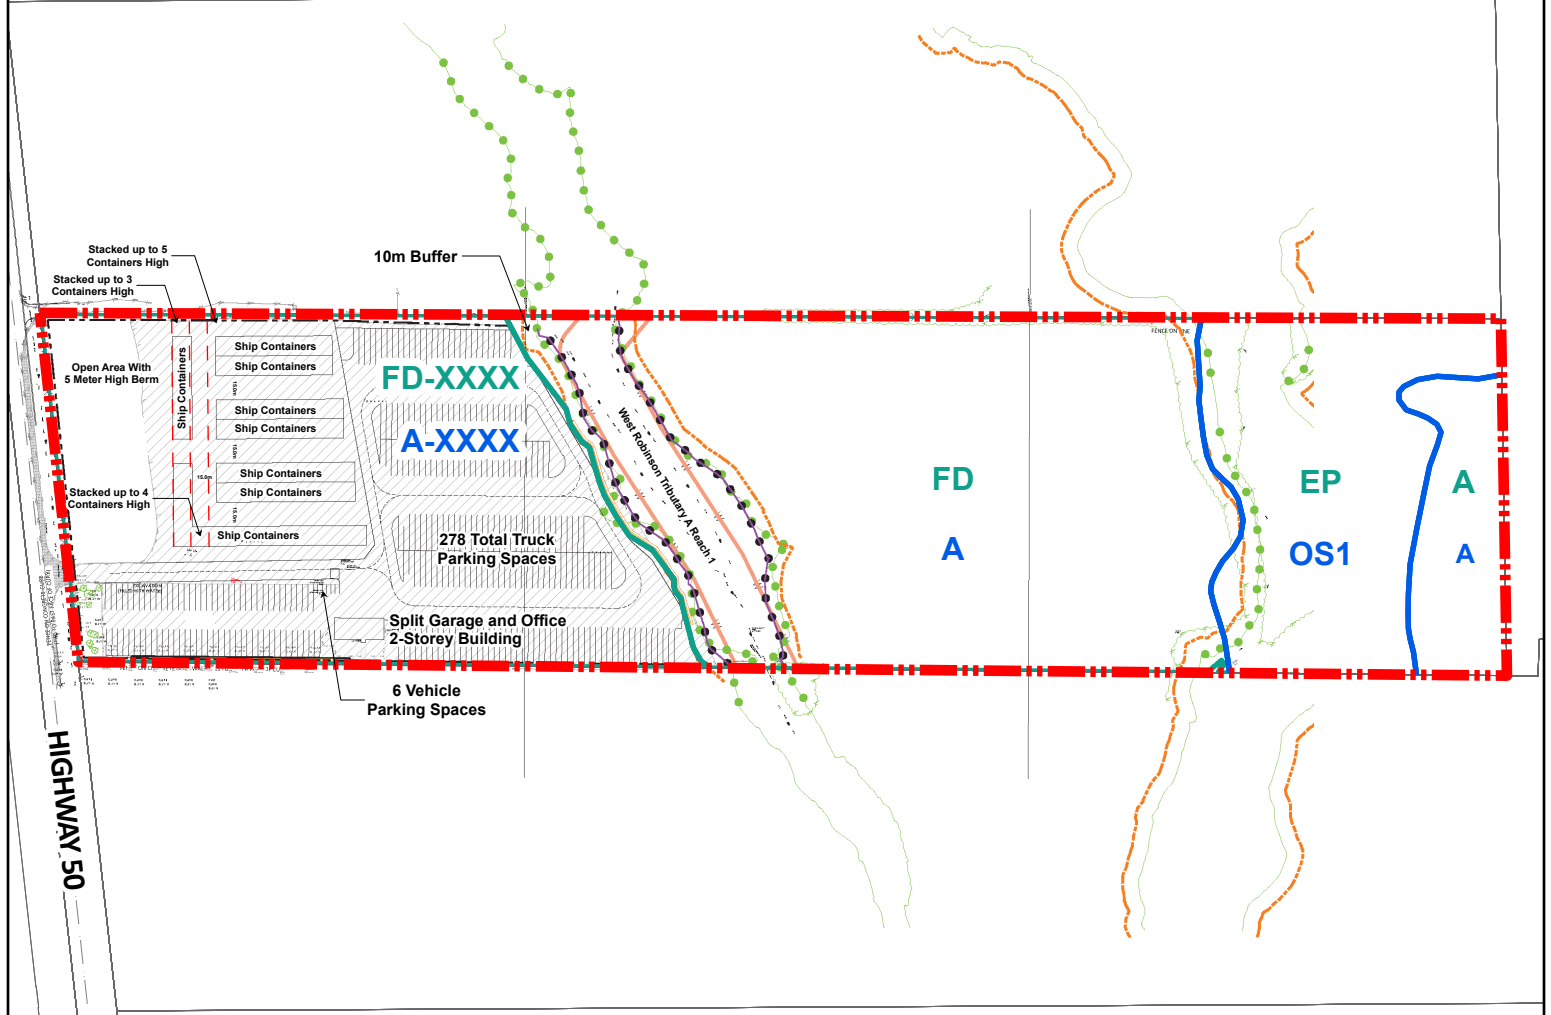 Stacked up to 5
Containers High
Stacked up to 3
Containers High
10m Buffer
Open Area With
5 Meter High Berm
Ship Containers
Ship Containers
Ship Containers
Ship Containers
Ship Containers
Ship Containers
Ship Containers
Ship Containers
15.0m
Stacked up to 4
Containers High
FD-XXXX
A-XXXX
278 Total Truck
Parking Spaces
Split Garage and Office
2-Storey Building
6 Vehicle
Parking Spaces
West Robinson Tributary A Reach 1
FD
A
EP
OS1
A
A
HIGHWAY 50